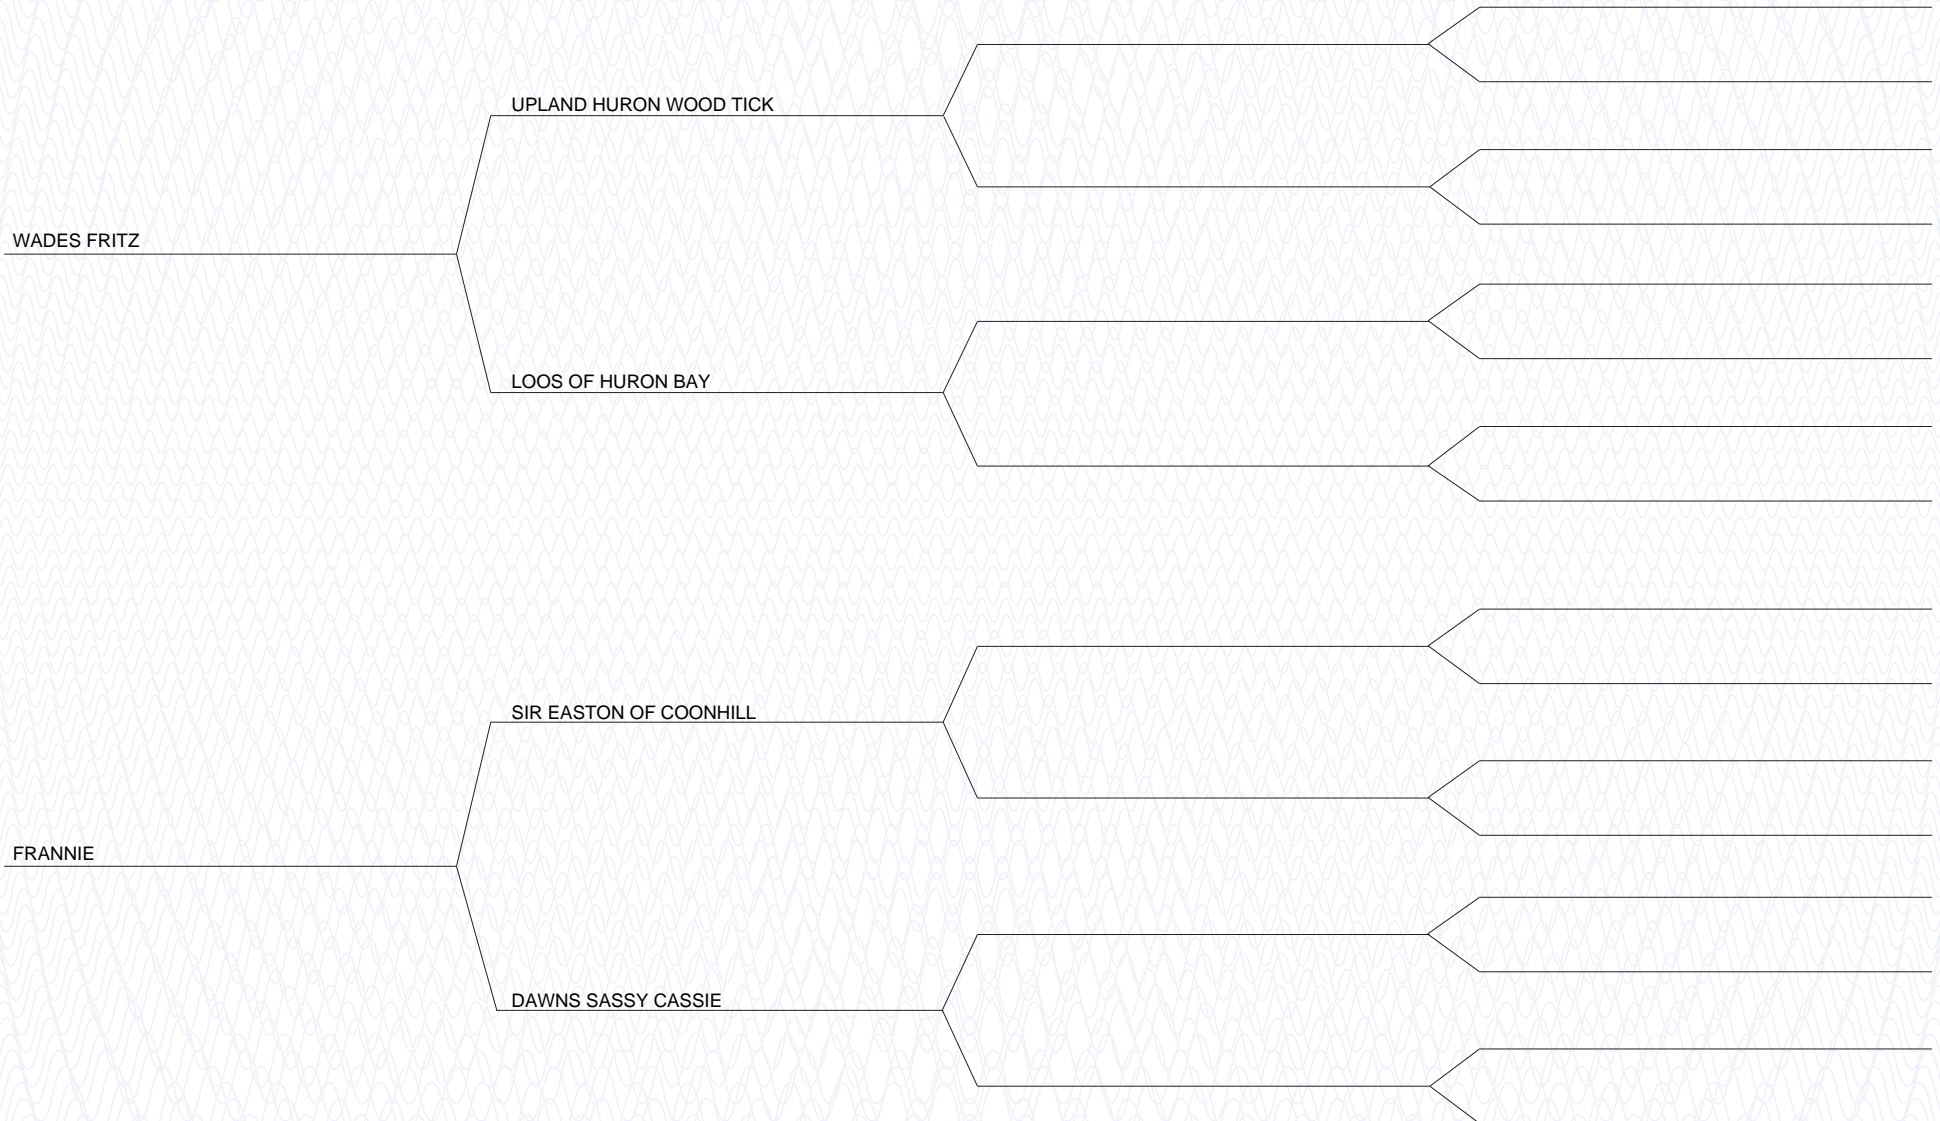 UPLAND HURON WOOD TICK
WADES FRITZ
LOOS OF HURON BAY
SIR EASTON OF COONHILL
FRANNIE
DAWNS SASSY CASSIE